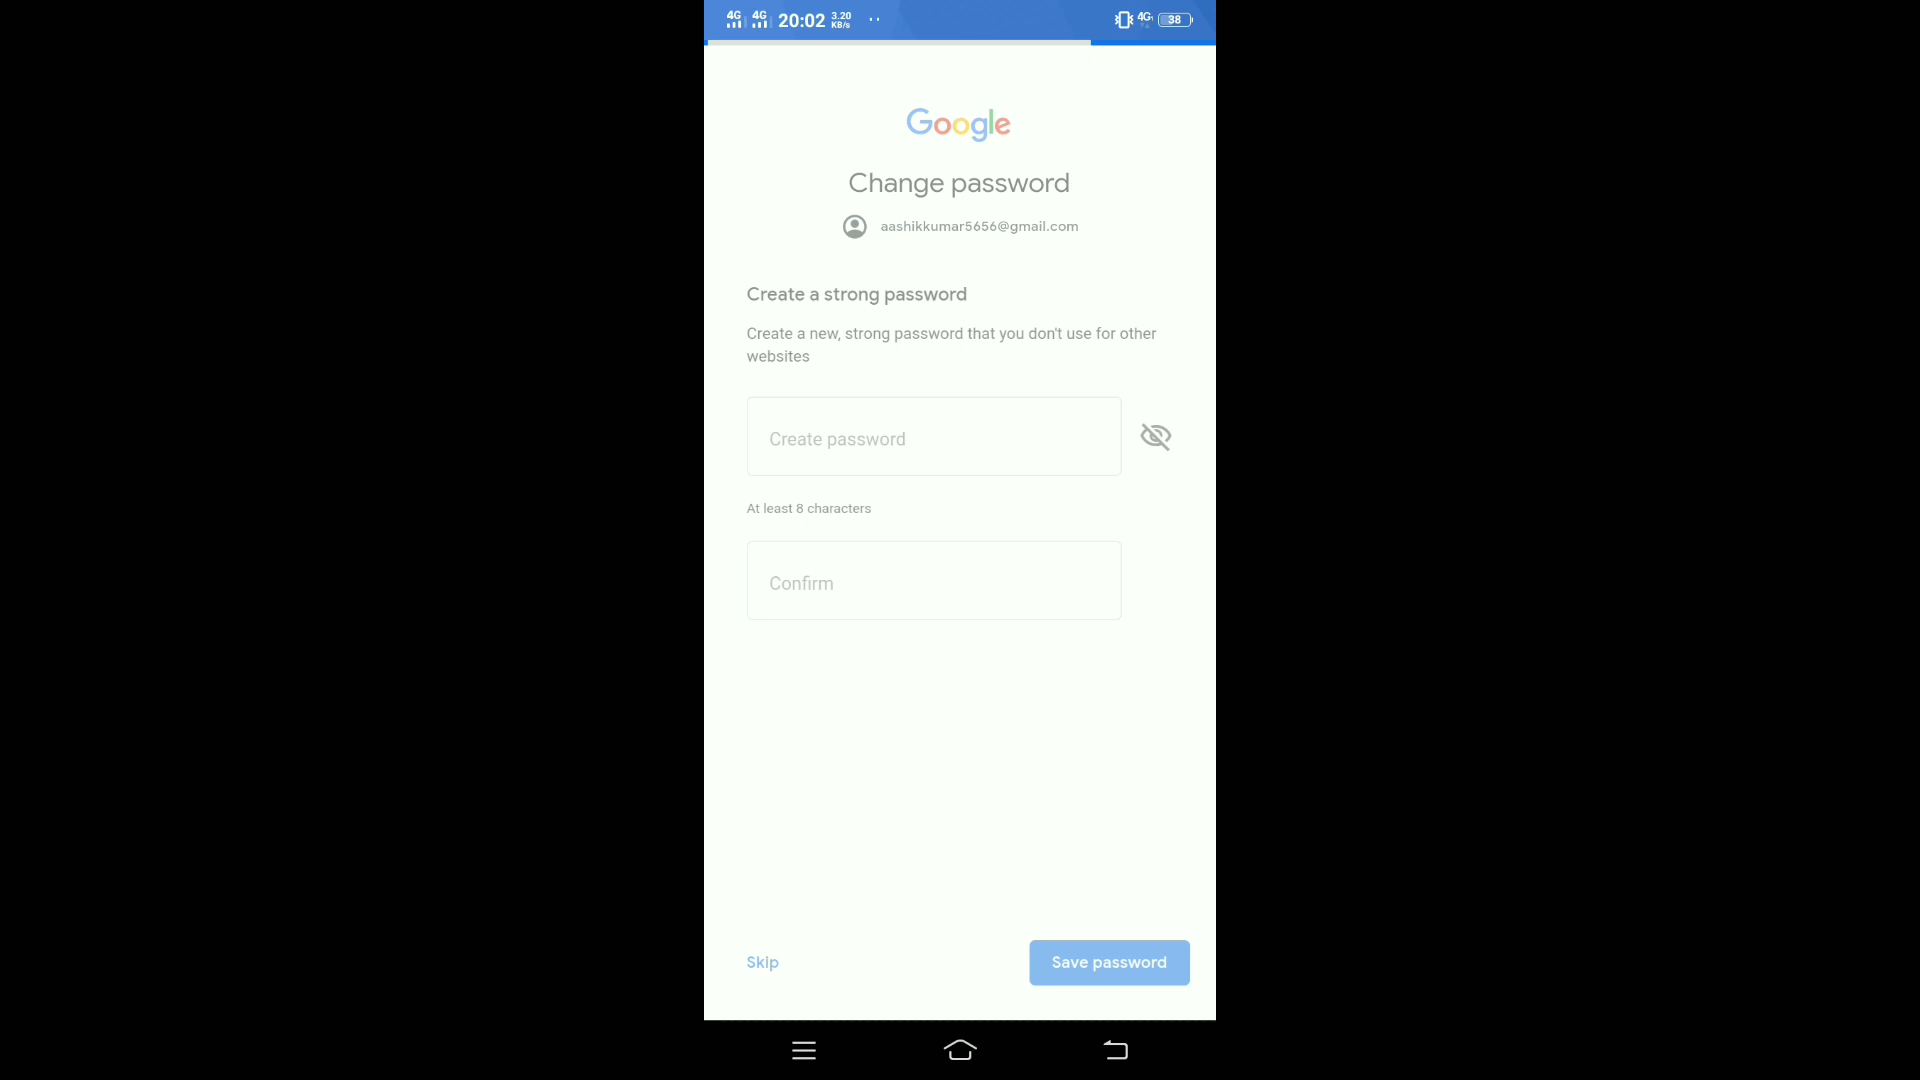 4G 4G 20:02 3.20 KB/s 4G 38
Google
Change password
aashikkumar5656@gmail.com
Create a strong password
Create a new, strong password that you don't use for other
websites
Create password
At least 8 characters
Confirm
Skip Save password